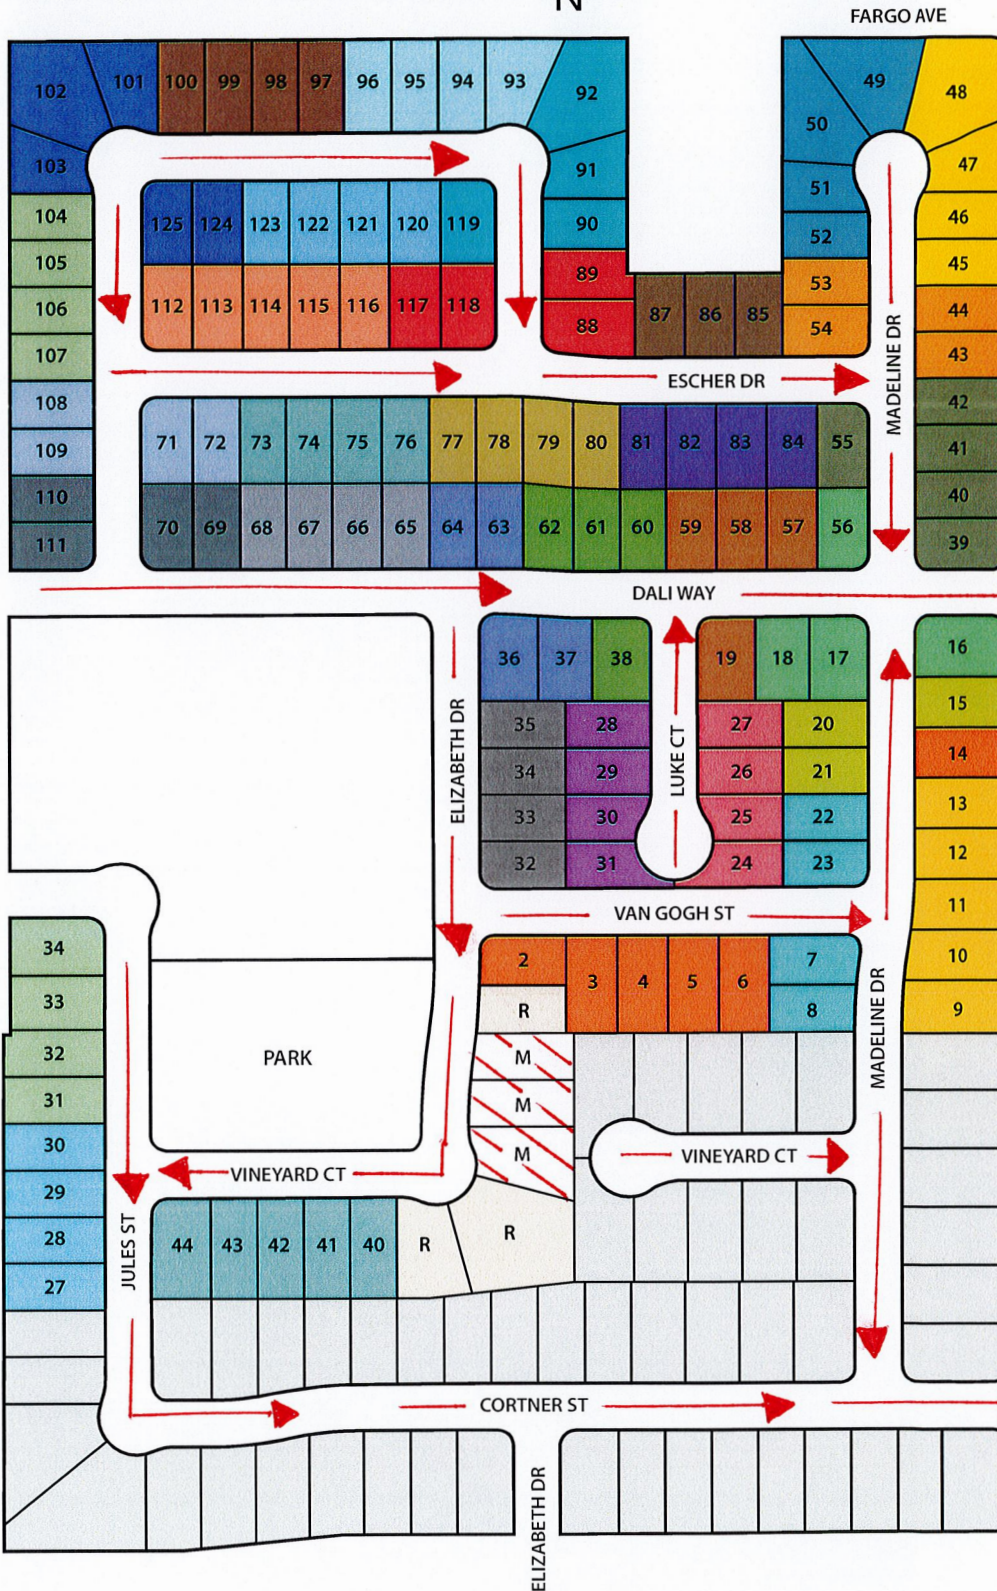 N
FARGO AVE
102 101 100 99 98 97 96 95 94 93 92 49 48
50
103 91 47
51
104 125 124 123 122 121 120 119 90 46
52
105 89 45
53
106 112 113 114 115 116 117 118 88 87 86 85 54 44
107 43
ESCHER DR
MADELINE DR
108 42
109 71 72 73 74 75 76 77 78 79 80 81 82 83 84 55 41
110 40
111 70 69 68 67 66 65 64 63 62 61 60 59 58 57 56 39
DALI WAY
36 37 38 19 18 17 16
35 28 27 20 15
ELIZABETH DR
LUKE CT
34 29 26 21 14
33 30 25 22 13
32 31 24 23 12
VAN GOGH ST
11
34 2 7 10
3 4 5 6
33 R 8 9
MADELINE DR
32 PARK M
31 M
30 M
VINEYARD CT
VINEYARD CT
29
28 44 43 42 41 40 R R
JULES ST
27
CORTNER ST
ELIZABETH DR